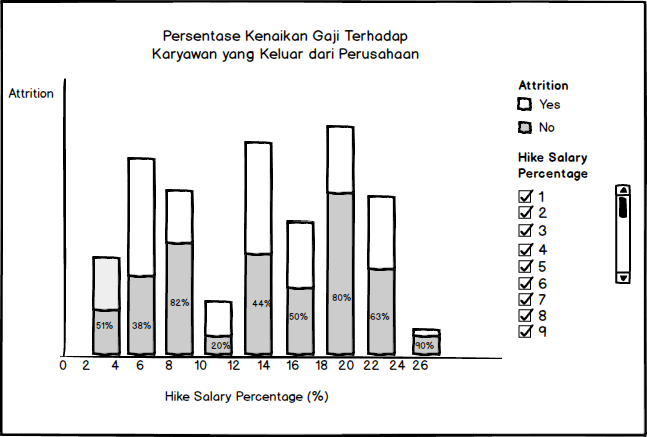 Persentase Kenaikan Gaji Terhadap
Karyawan yang Keluar dari Perusahaan
Attrition
Attrition
Yes
No
Hike Salary
Percentage
1
2
3
4
5
6
7
8
9
51%
38%
82%
20%
44%
50%
80%
63%
90%
0 2 4 6 8 10 12 14 16 18 20 22 24 26
Hike Salary Percentage (%)